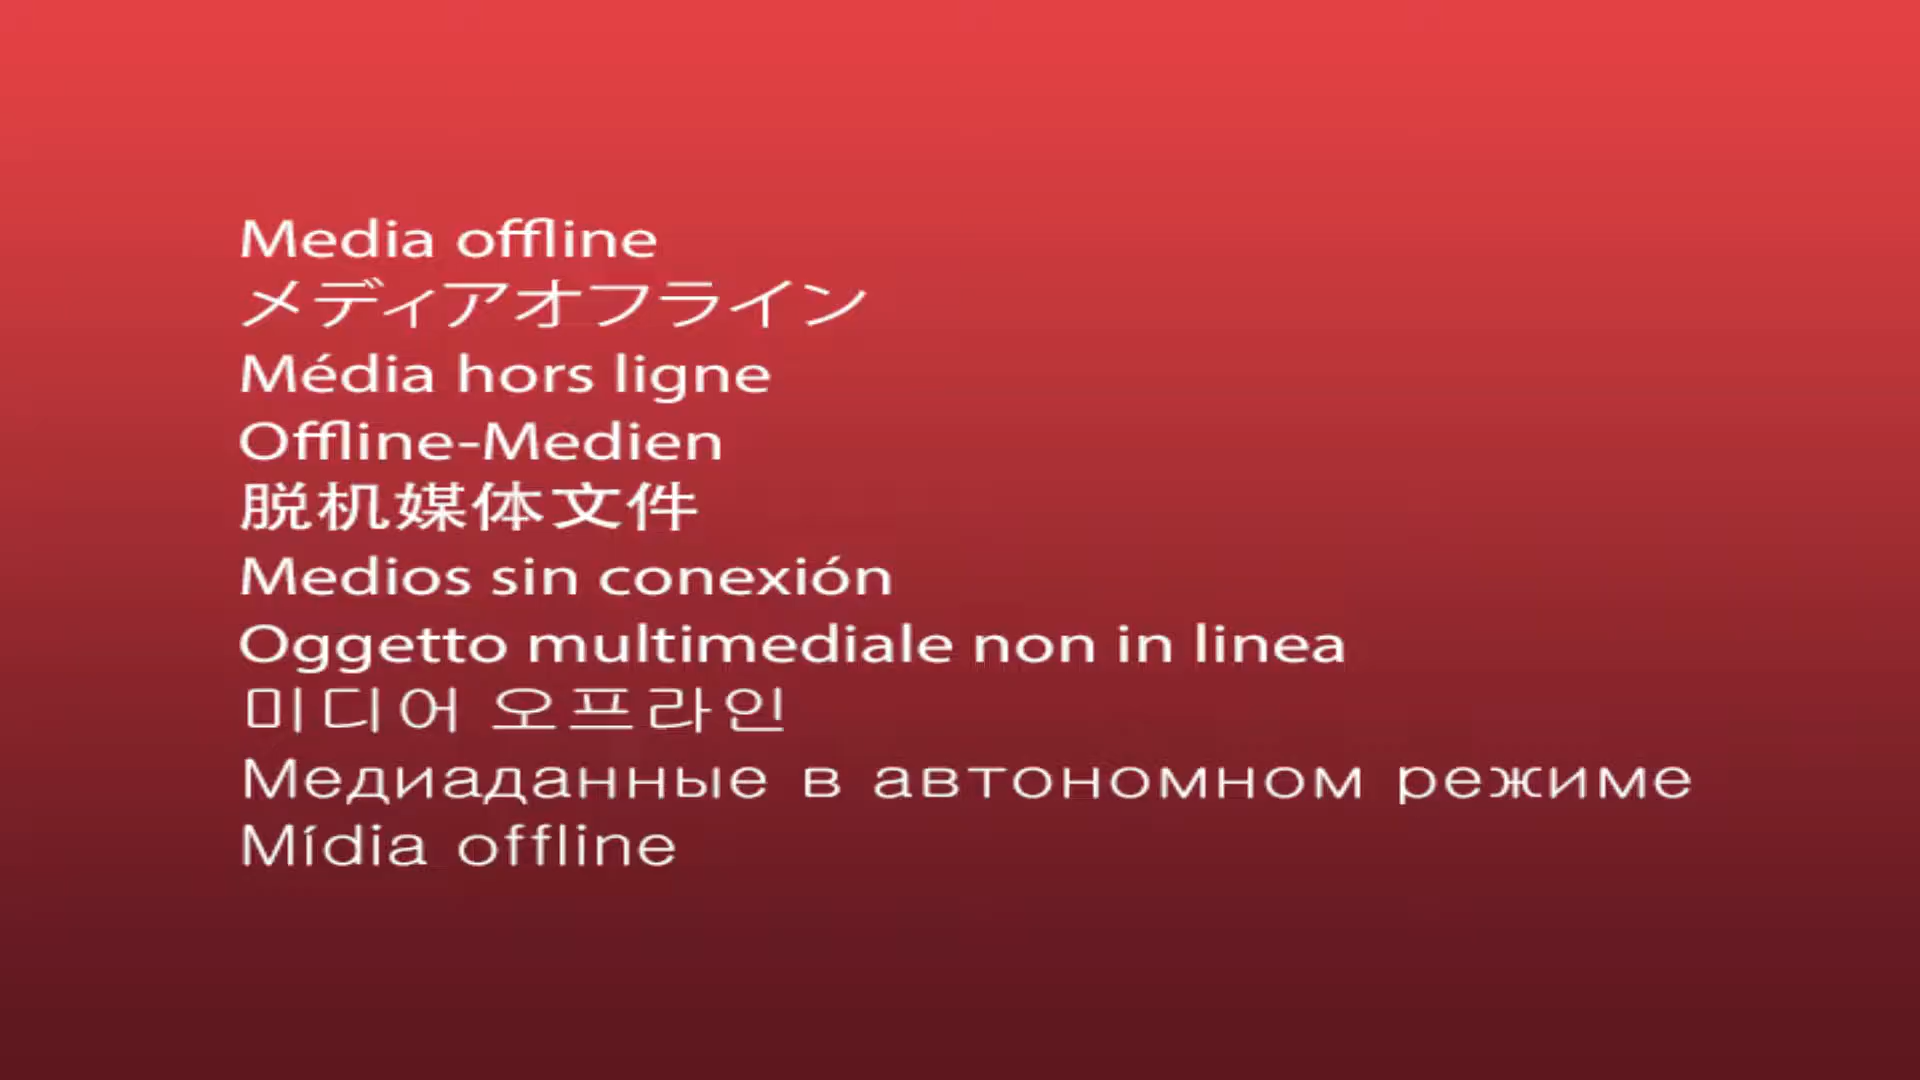 Media offline
メディアオフライン
Média hors ligne
Offline-Medien
脱机媒体文件
Medios sin conexión
Oggetto multimediale non in linea
미디어 오프라인
Медиаданные в автономном режиме
Mídia offline